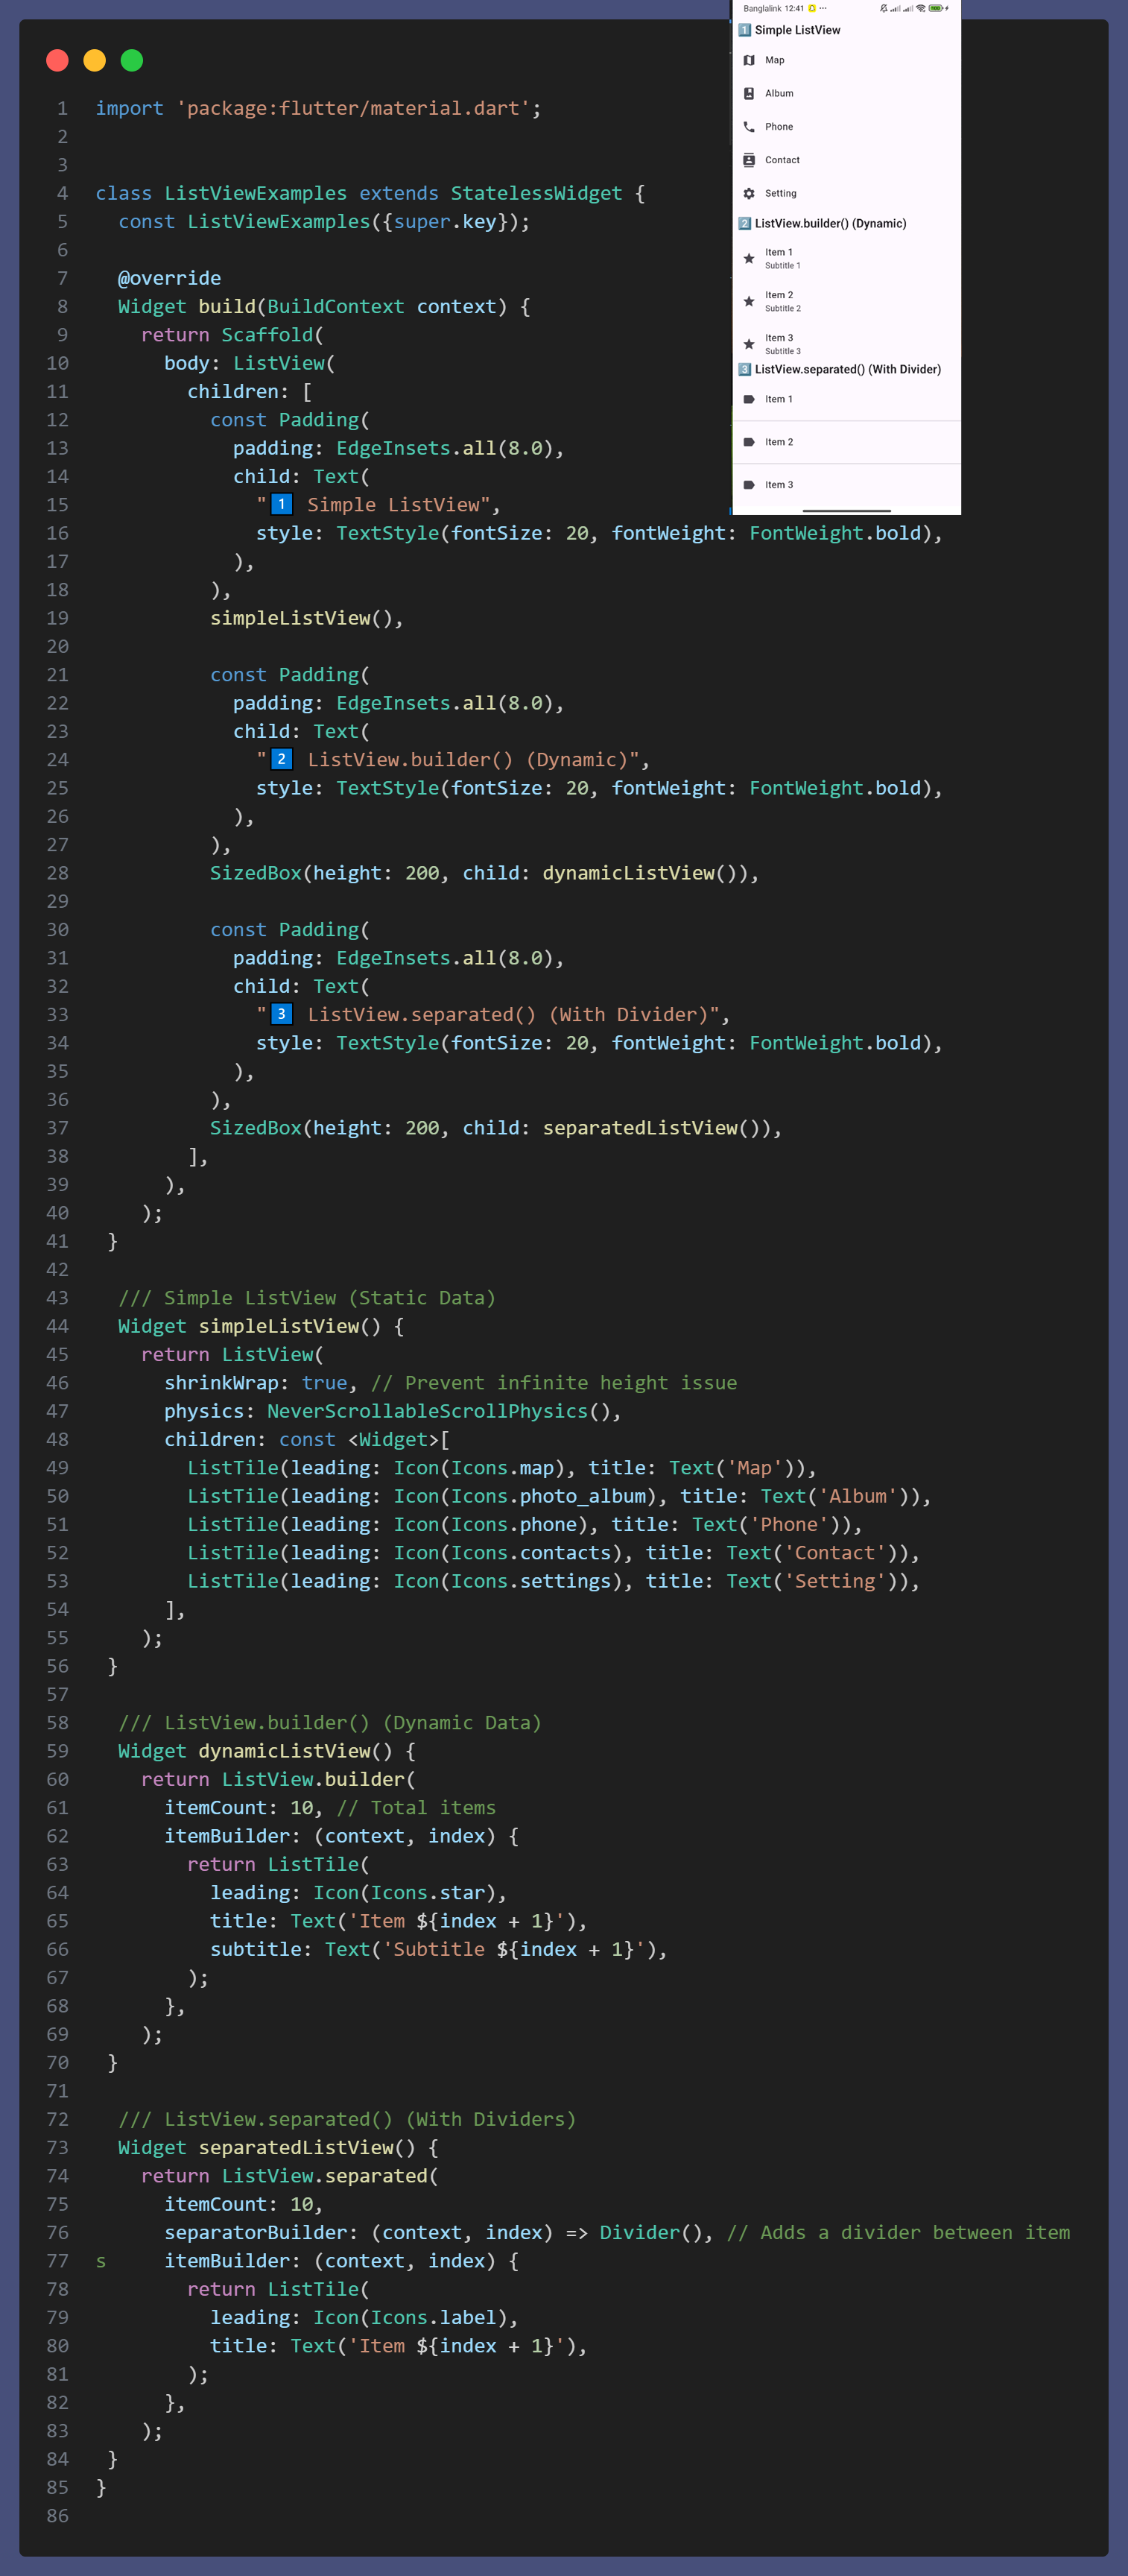 Banglalink 12:41
1️⃣ Simple ListView
Map
Album
Phone
Contact
Setting
2️⃣ ListView.builder() (Dynamic)
Item 1
Subtitle 1
Item 2
Subtitle 2
Item 3
Subtitle 3
3️⃣ ListView.separated() (With Divider)
Item 1
Item 2
Item 3
1 import 'package:flutter/material.dart';
2
3
4 class ListViewExamples extends StatelessWidget {
5   const ListViewExamples({super.key});
6
7   @override
8   Widget build(BuildContext context) {
9     return Scaffold(
10       body: ListView(
11         children: [
12           const Padding(
13             padding: EdgeInsets.all(8.0),
14             child: Text(
15               "1️⃣ Simple ListView",
16               style: TextStyle(fontSize: 20, fontWeight: FontWeight.bold),
17             ),
18           ),
19           simpleListView(),
20
21           const Padding(
22             padding: EdgeInsets.all(8.0),
23             child: Text(
24               "2️⃣ ListView.builder() (Dynamic)",
25               style: TextStyle(fontSize: 20, fontWeight: FontWeight.bold),
26             ),
27           ),
28           SizedBox(height: 200, child: dynamicListView()),
29
30           const Padding(
31             padding: EdgeInsets.all(8.0),
32             child: Text(
33               "3️⃣ ListView.separated() (With Divider)",
34               style: TextStyle(fontSize: 20, fontWeight: FontWeight.bold),
35             ),
36           ),
37           SizedBox(height: 200, child: separatedListView()),
38         ],
39       ),
40     );
41  }
42
43   /// Simple ListView (Static Data)
44   Widget simpleListView() {
45     return ListView(
46       shrinkWrap: true, // Prevent infinite height issue
47       physics: NeverScrollableScrollPhysics(),
48       children: const <Widget>[
49         ListTile(leading: Icon(Icons.map), title: Text('Map')),
50         ListTile(leading: Icon(Icons.photo_album), title: Text('Album')),
51         ListTile(leading: Icon(Icons.phone), title: Text('Phone')),
52         ListTile(leading: Icon(Icons.contacts), title: Text('Contact')),
53         ListTile(leading: Icon(Icons.settings), title: Text('Setting')),
54       ],
55     );
56  }
57
58   /// ListView.builder() (Dynamic Data)
59   Widget dynamicListView() {
60     return ListView.builder(
61       itemCount: 10, // Total items
62       itemBuilder: (context, index) {
63         return ListTile(
64           leading: Icon(Icons.star),
65           title: Text('Item ${index + 1}'),
66           subtitle: Text('Subtitle ${index + 1}'),
67         );
68       },
69     );
70  }
71
72   /// ListView.separated() (With Dividers)
73   Widget separatedListView() {
74     return ListView.separated(
75       itemCount: 10,
76       separatorBuilder: (context, index) => Divider(), // Adds a divider between item
77 s     itemBuilder: (context, index) {
78         return ListTile(
79           leading: Icon(Icons.label),
80           title: Text('Item ${index + 1}'),
81         );
82       },
83     );
84  }
85 }
86